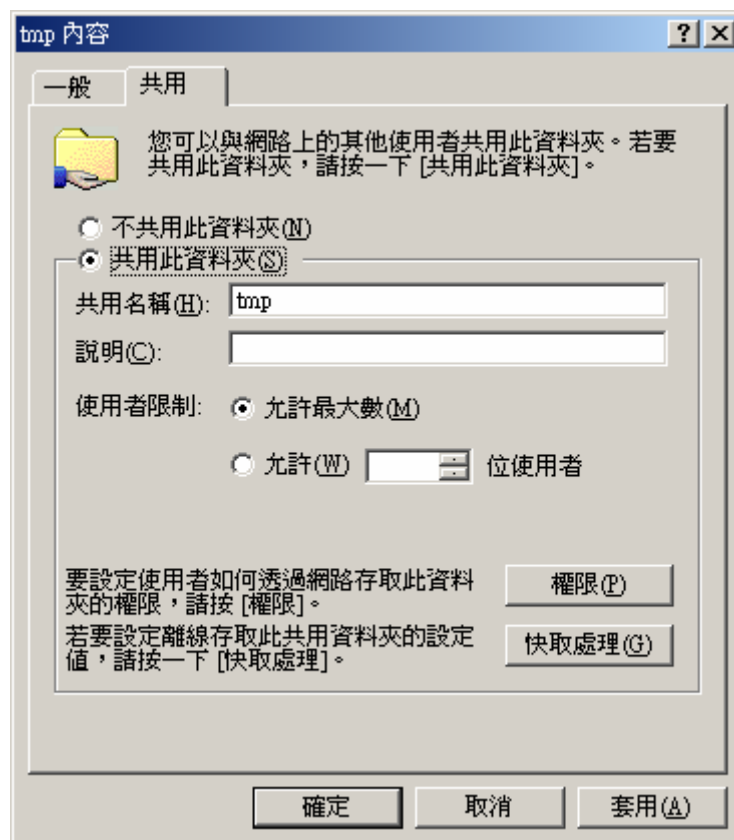 tmp 內容
一般
共用
您可以與網路上的其他使用者共用此資料夾。若要
共用此資料夾，請按一下 [共用此資料夾]。
不共用此資料夾(N)
共用此資料夾(S)
共用名稱(H): tmp
說明(C):
使用者限制: 允許最大數(M)
允許(W) 位使用者
要設定使用者如何透過網路存取此資料
夾的權限，請按 [權限]。
權限(P)
若要設定離線存取此共用資料夾的設定
值，請按一下 [快取處理]。
快取處理(G)
確定 取消 套用(A)